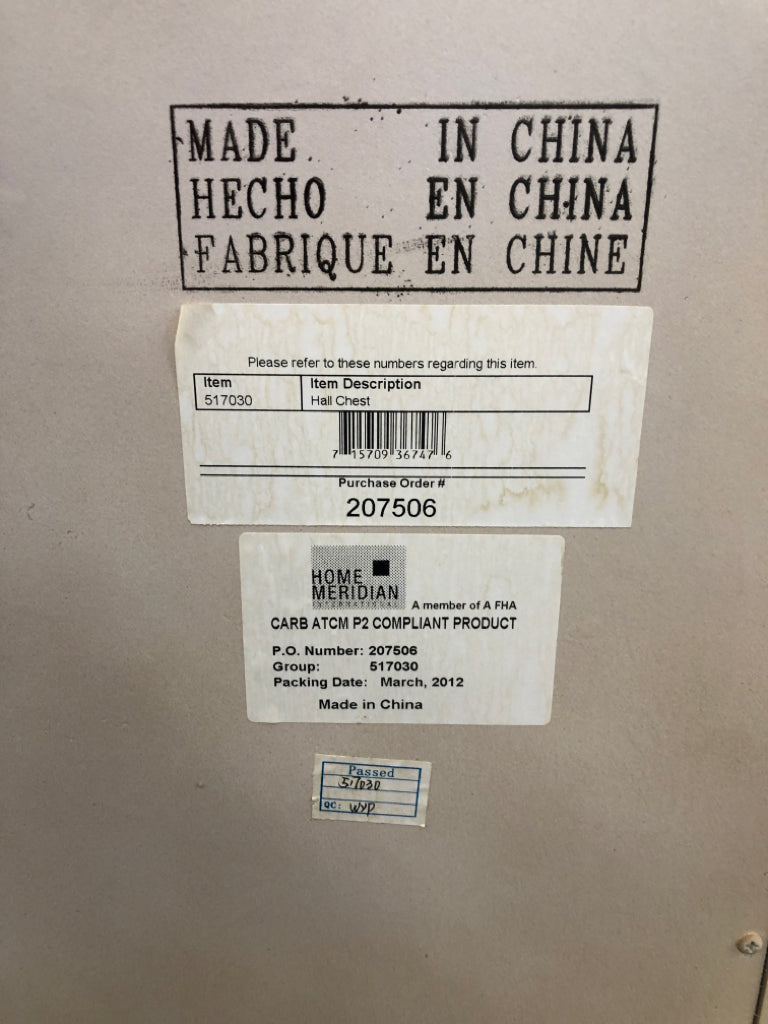 MADE IN CHINA
HECHO EN CHINA
FABRIQUE EN CHINE
Please refer to these numbers regarding this item.
Item Item Description
517030 Hall Chest
7 15709 36747 6
Purchase Order #
207506
HOME
MERIDIAN
INTERNATIONAL
A member of A FHA
CARB ATCM P2 COMPLIANT PRODUCT
P.O. Number: 207506
Group: 517030
Packing Date: March, 2012
Made in China
Passed
517030
QC: WYP